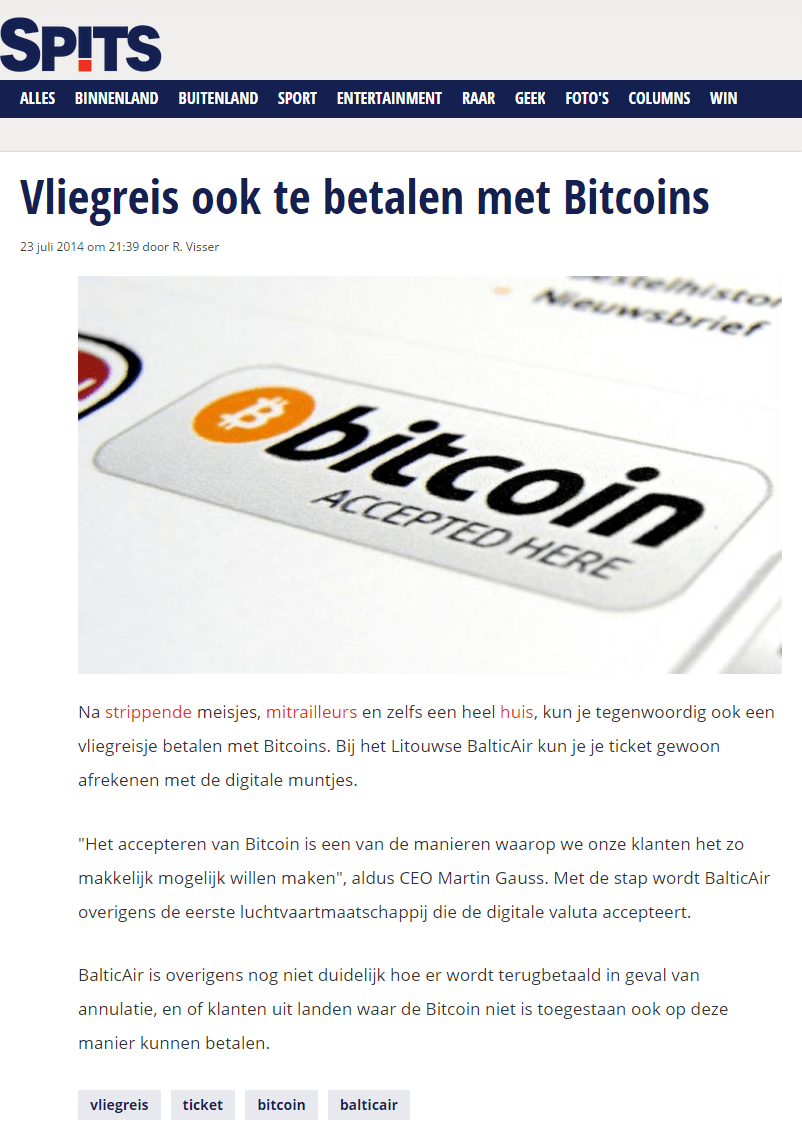 SP!TS
ALLES BINNENLAND BUITENLAND SPORT ENTERTAINMENT RAAR GEEK FOTO'S COLUMNS WIN
Vliegreis ook te betalen met Bitcoins
23 juli 2014 om 21:39 door R. Visser
Nieuwsbrief
bitcoin
ACCEPTED HERE
Na strippende meisjes, mitrailleurs en zelfs een heel huis, kun je tegenwoordig ook een
vliegreisje betalen met Bitcoins. Bij het Litouwse BalticAir kun je je ticket gewoon
afrekenen met de digitale muntjes.
"Het accepteren van Bitcoin is een van de manieren waarop we onze klanten het zo
makkelijk mogelijk willen maken", aldus CEO Martin Gauss. Met de stap wordt BalticAir
overigens de eerste luchtvaartmaatschappij die de digitale valuta accepteert.
BalticAir is overigens nog niet duidelijk hoe er wordt terugbetaald in geval van
annulatie, en of klanten uit landen waar de Bitcoin niet is toegestaan ook op deze
manier kunnen betalen.
vliegreis ticket bitcoin balticair